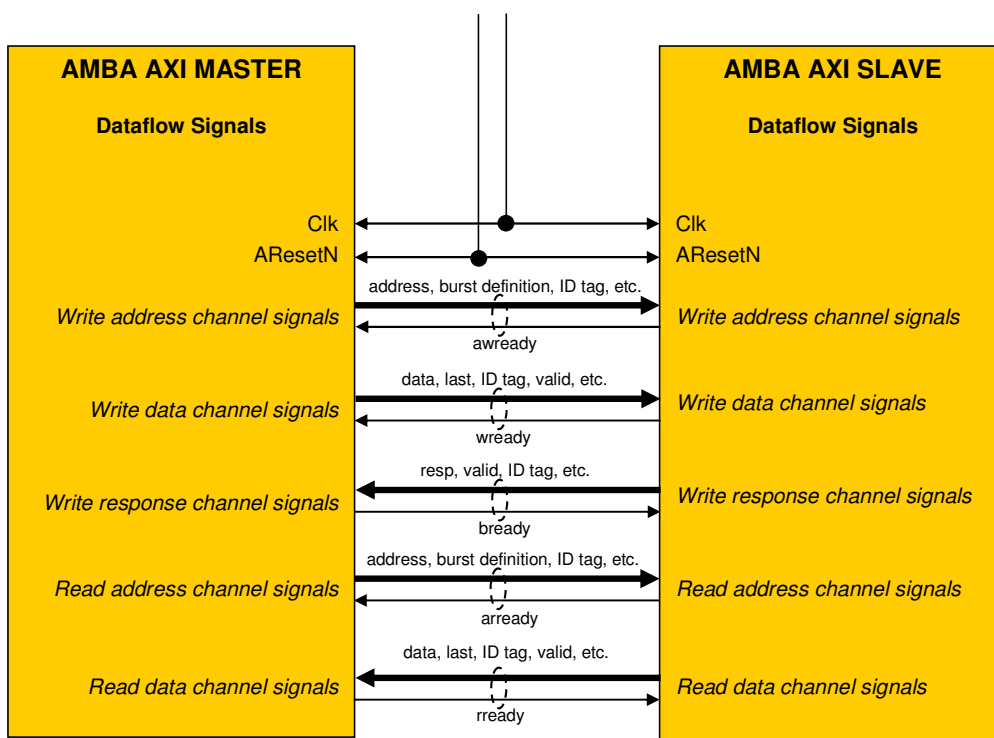 AMBA AXI MASTER
AMBA AXI SLAVE
Dataflow Signals
Dataflow Signals
Clk
Clk
AResetN
AResetN
address, burst definition, ID tag, etc.
Write address channel signals
Write address channel signals
awready
data, last, ID tag, valid, etc.
Write data channel signals
Write data channel signals
wready
resp, valid, ID tag, etc.
Write response channel signals
Write response channel signals
bready
address, burst definition, ID tag, etc.
Read address channel signals
Read address channel signals
arready
data, last, ID tag, valid, etc.
Read data channel signals
Read data channel signals
rready